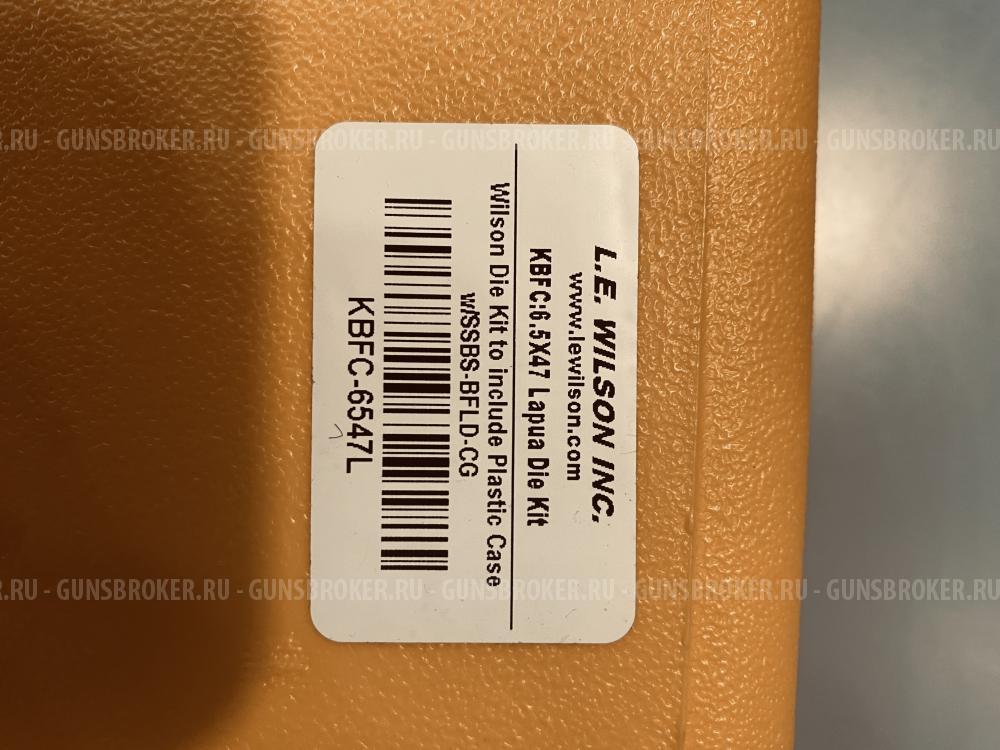 L.E. WILSON INC.
www.lewilson.com
KBFC:6.5X47 Lapua Die Kit
Wilson Die Kit to include Plastic Case
w/SSBS-BFLD-CG
KBFC-6547L
.RU - GUNSBROKER.RU - GUNSBROKER.RU - GUNSBROKER.RU - GUNSBROKER.RU - GUNSBROKER.RU
.RU - GUNSBROKER.RU - GUNSBROKER.RU - GUNSBROKER.RU - GUNSBROKER.RU - GUNSBROKER.RU